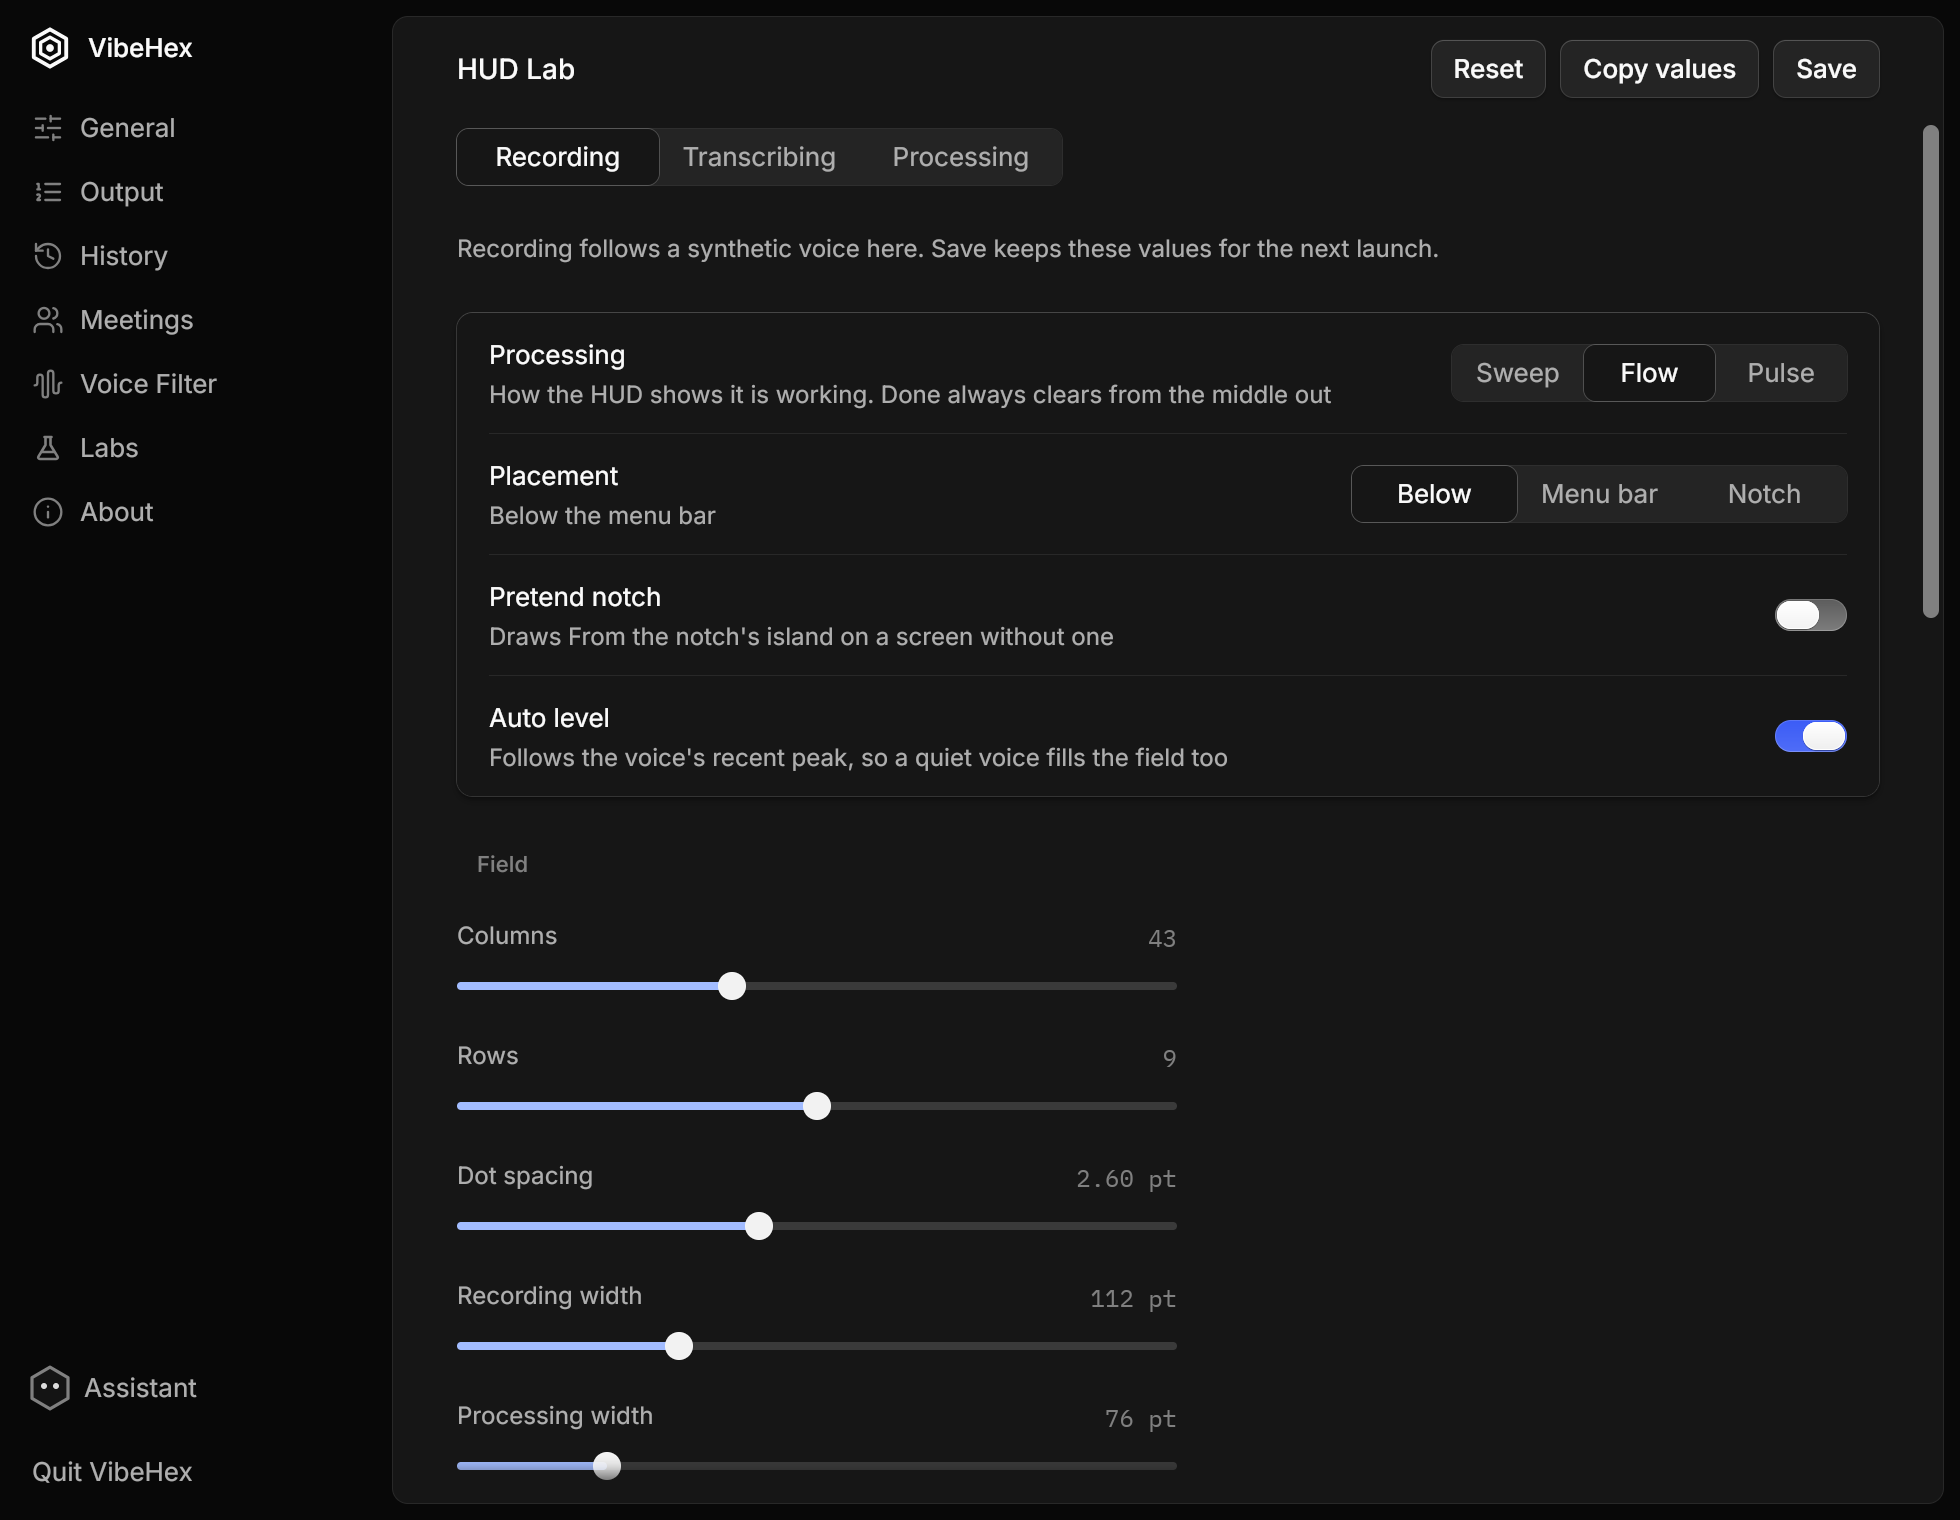 VibeHex
General
Output
History
Meetings
Voice Filter
Labs
About
Assistant
Quit VibeHex
HUD Lab
Reset
Copy values
Save
Recording
Transcribing
Processing
Recording follows a synthetic voice here. Save keeps these values for the next launch.
Processing
How the HUD shows it is working. Done always clears from the middle out
Sweep
Flow
Pulse
Placement
Below the menu bar
Below
Menu bar
Notch
Pretend notch
Draws From the notch's island on a screen without one
Auto level
Follows the voice's recent peak, so a quiet voice fills the field too
Field
Columns
43
Rows
9
Dot spacing
2.60 pt
Recording width
112 pt
Processing width
76 pt